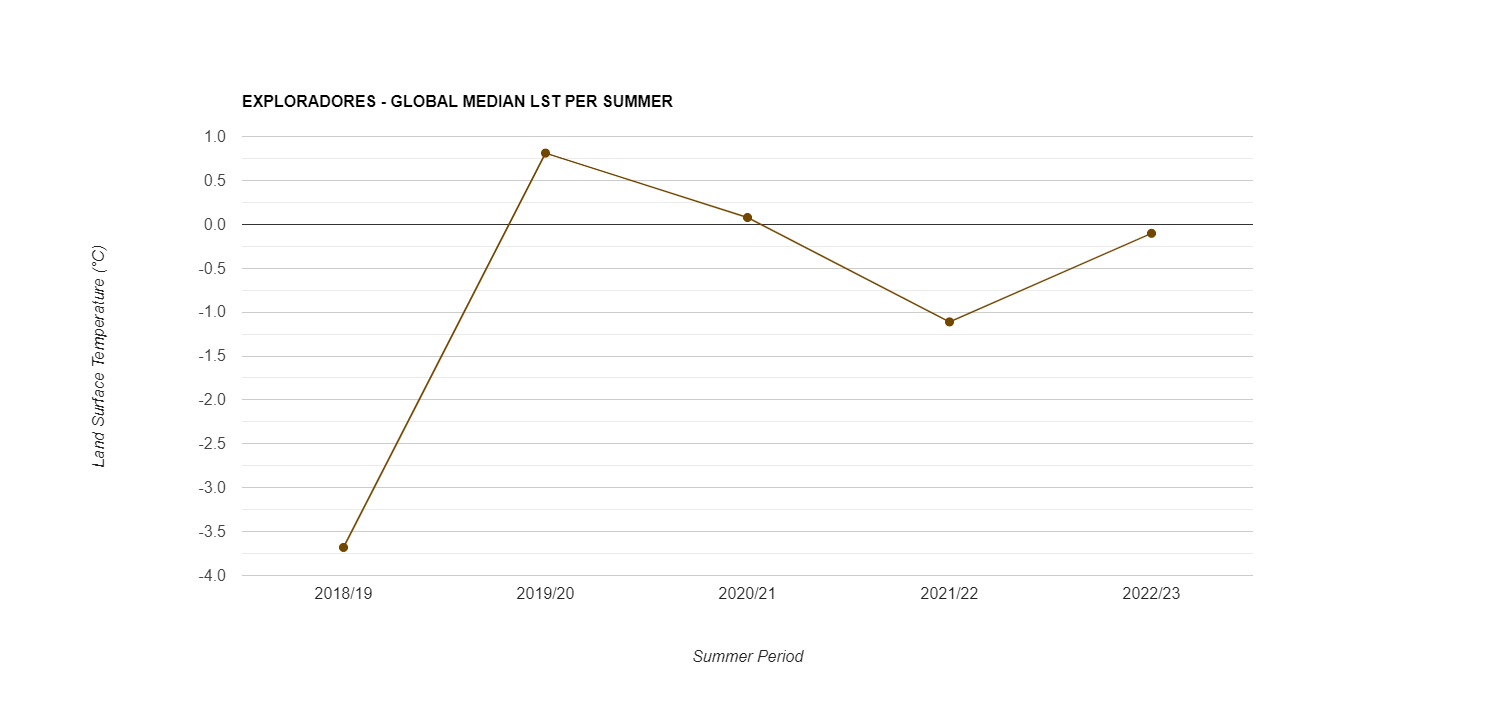 EXPLORADORES - GLOBAL MEDIAN LST PER SUMMER
1.0
0.5
0.0
-0.5
-1.0
-1.5
-2.0
-2.5
-3.0
-3.5
-4.0
Land Surface Temperature (°C)
2018/19 2019/20 2020/21 2021/22 2022/23
Summer Period